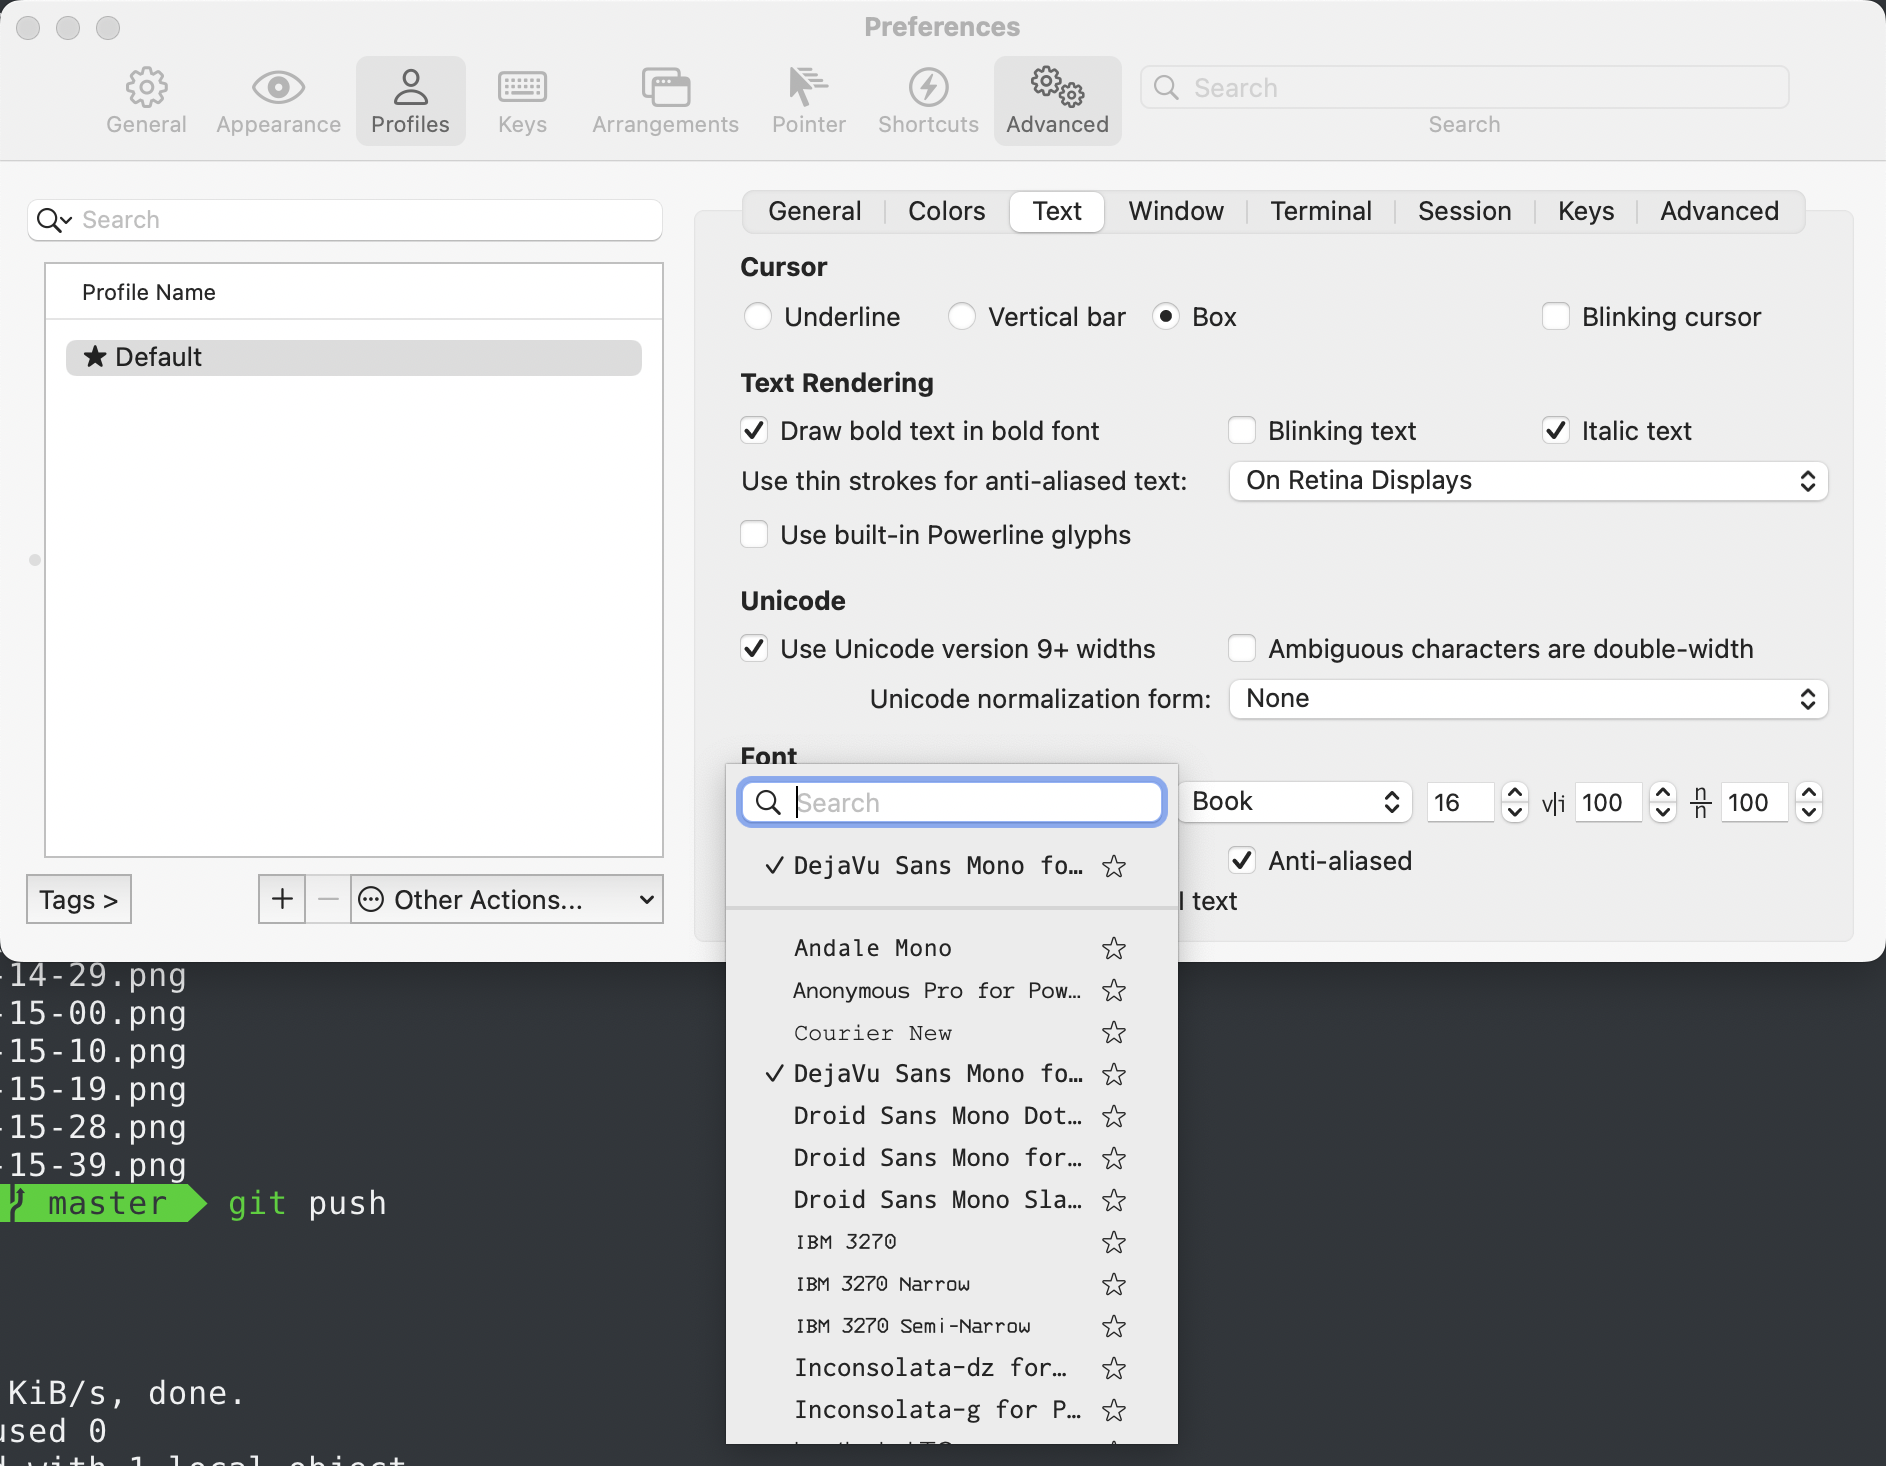 Preferences
General
Appearance
Profiles
Keys
Arrangements
Pointer
Shortcuts
Advanced
Search
Search
Search
Profile Name
★ Default
Tags >
+
−
Other Actions...
General
Colors
Text
Window
Terminal
Session
Keys
Advanced
Cursor
Underline
Vertical bar
Box
Blinking cursor
Text Rendering
Draw bold text in bold font
Blinking text
Italic text
Use thin strokes for anti-aliased text:
On Retina Displays
Use built-in Powerline glyphs
Unicode
Use Unicode version 9+ widths
Ambiguous characters are double-width
Unicode normalization form:
None
Font
Search
Book
16
v|i
100
n/n
100
Anti-aliased
text
✓ DejaVu Sans Mono fo…
Andale Mono
Anonymous Pro for Pow…
Courier New
✓ DejaVu Sans Mono fo…
Droid Sans Mono Dot…
Droid Sans Mono for…
Droid Sans Mono Sla…
IBM 3270
IBM 3270 Narrow
IBM 3270 Semi-Narrow
Inconsolata-dz for…
Inconsolata-g for P…
-14-29.png
-15-00.png
-15-10.png
-15-19.png
-15-28.png
-15-39.png
master git push
KiB/s, done.
used 0
with 1 local object